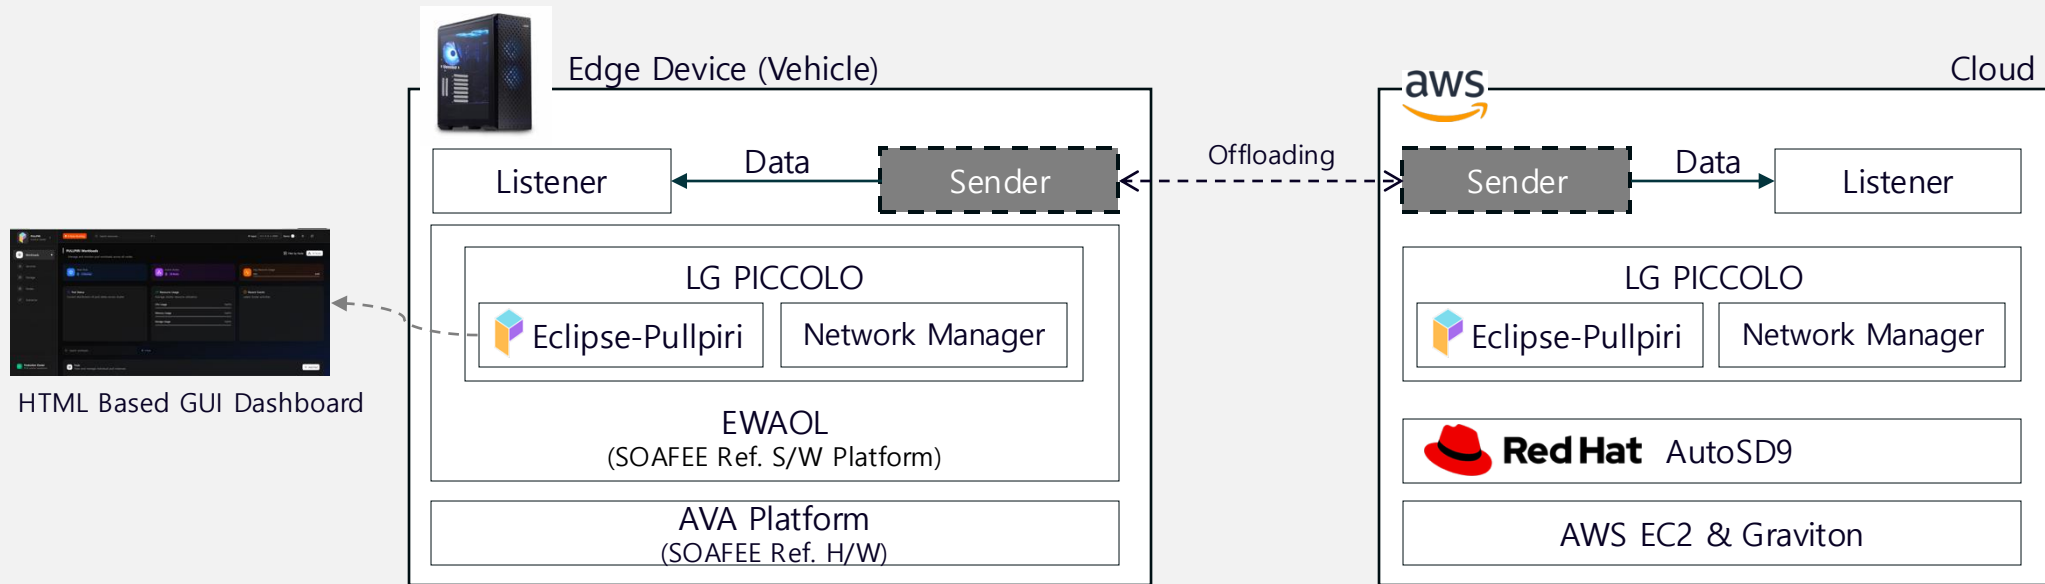 Edge Device (Vehicle)
aws
Cloud
Listener
Data
Sender
Offloading
Sender
Data
Listener
LG PICCOLO
Eclipse-Pullpiri
Network Manager
EWAOL
(SOAFEE Ref. S/W Platform)
AVA Platform
(SOAFEE Ref. H/W)
HTML Based GUI Dashboard
LG PICCOLO
Eclipse-Pullpiri
Network Manager
Red Hat AutoSD9
AWS EC2 & Graviton